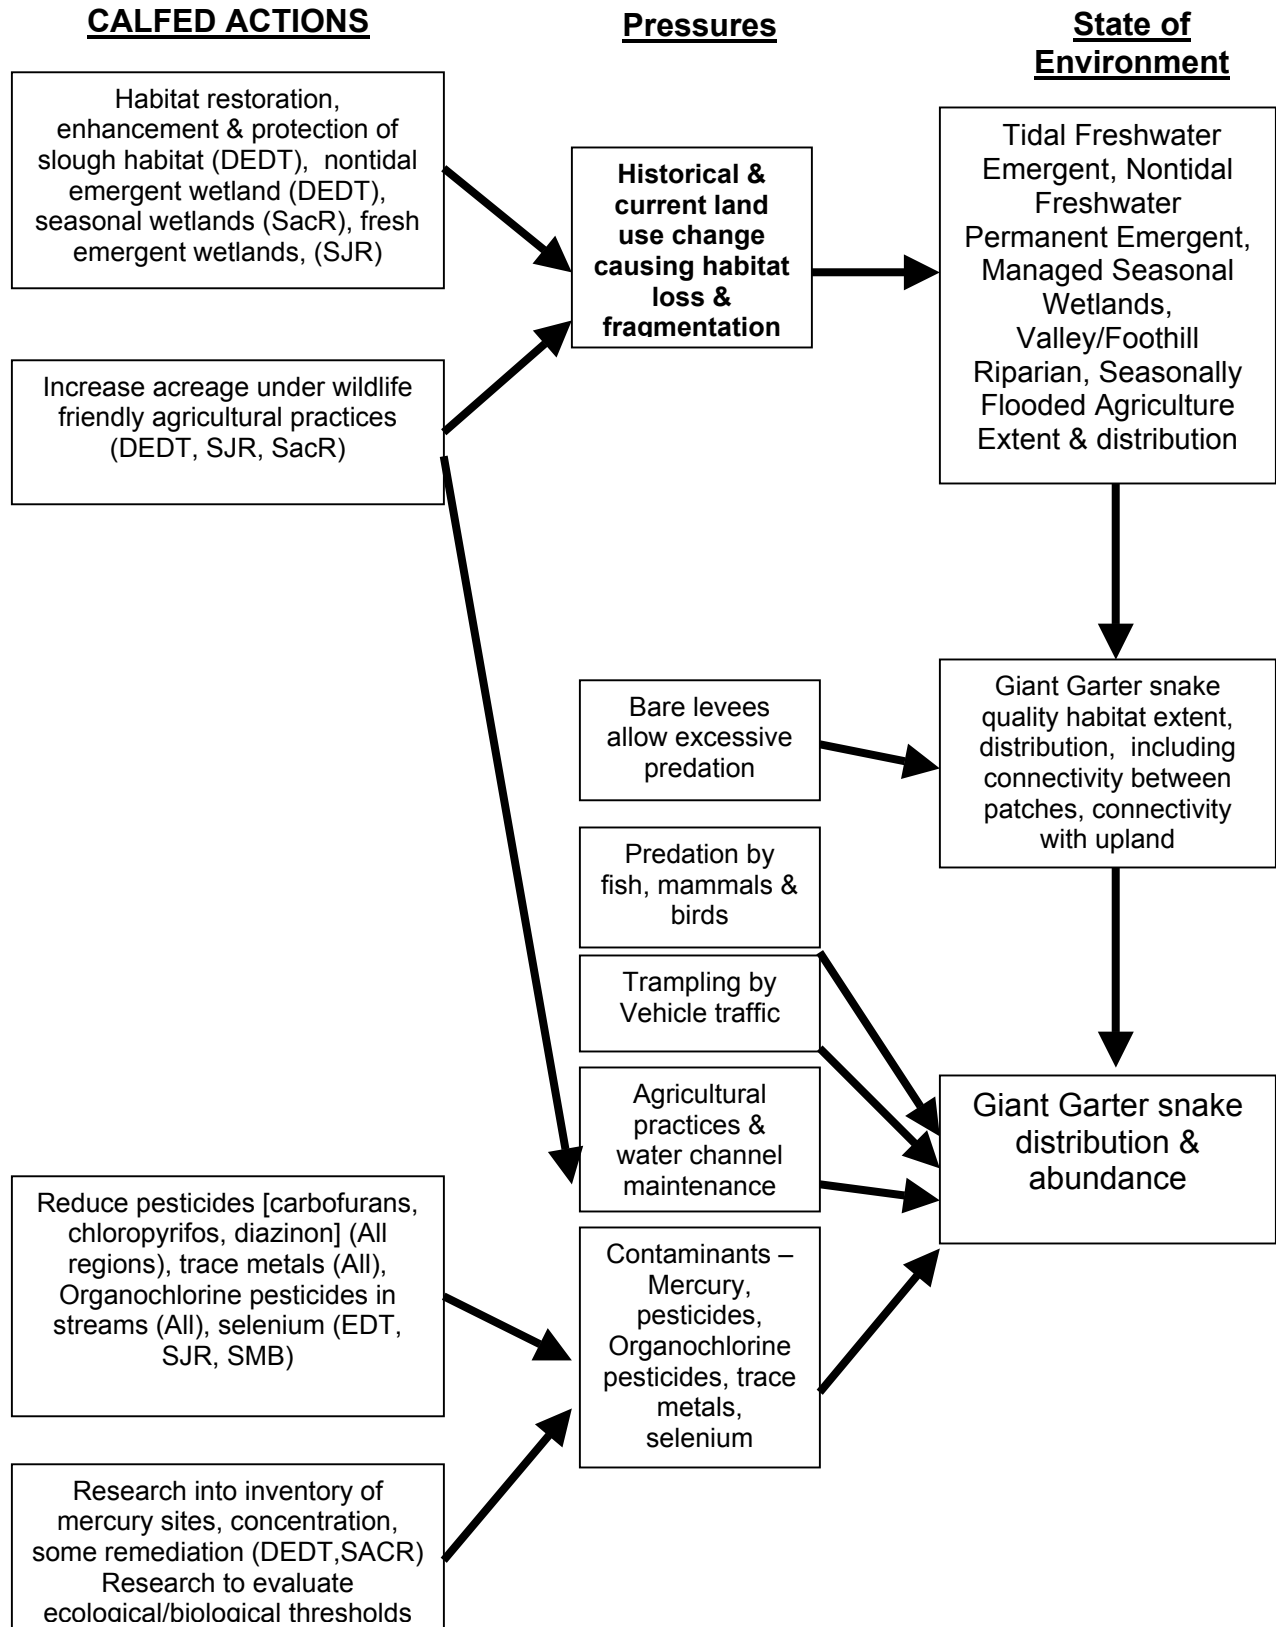 CALFED ACTIONS
Habitat restoration,
enhancement & protection of
slough habitat (DEDT), nontidal
emergent wetland (DEDT),
seasonal wetlands (SacR), fresh
emergent wetlands, (SJR)
Increase acreage under wildlife
friendly agricultural practices
(DEDT, SJR, SacR)
Reduce pesticides [carbofurans,
chloropyrifos, diazinon] (All
regions), trace metals (All),
Organochlorine pesticides in
streams (All), selenium (EDT,
SJR, SMB)
Research into inventory of
mercury sites, concentration,
some remediation (DEDT,SACR)
Research to evaluate
ecological/biological thresholds
Pressures
Historical &
current land
use change
causing habitat
loss &
fragmentation
Bare levees
allow excessive
predation
Predation by
fish, mammals &
birds
Trampling by
Vehicle traffic
Agricultural
practices &
water channel
maintenance
Contaminants –
Mercury,
pesticides,
Organochlorine
pesticides, trace
metals,
selenium
State of
Environment
Tidal Freshwater
Emergent, Nontidal
Freshwater
Permanent Emergent,
Managed Seasonal
Wetlands,
Valley/Foothill
Riparian, Seasonally
Flooded Agriculture
Extent & distribution
Giant Garter snake
quality habitat extent,
distribution, including
connectivity between
patches, connectivity
with upland
Giant Garter snake
distribution &
abundance